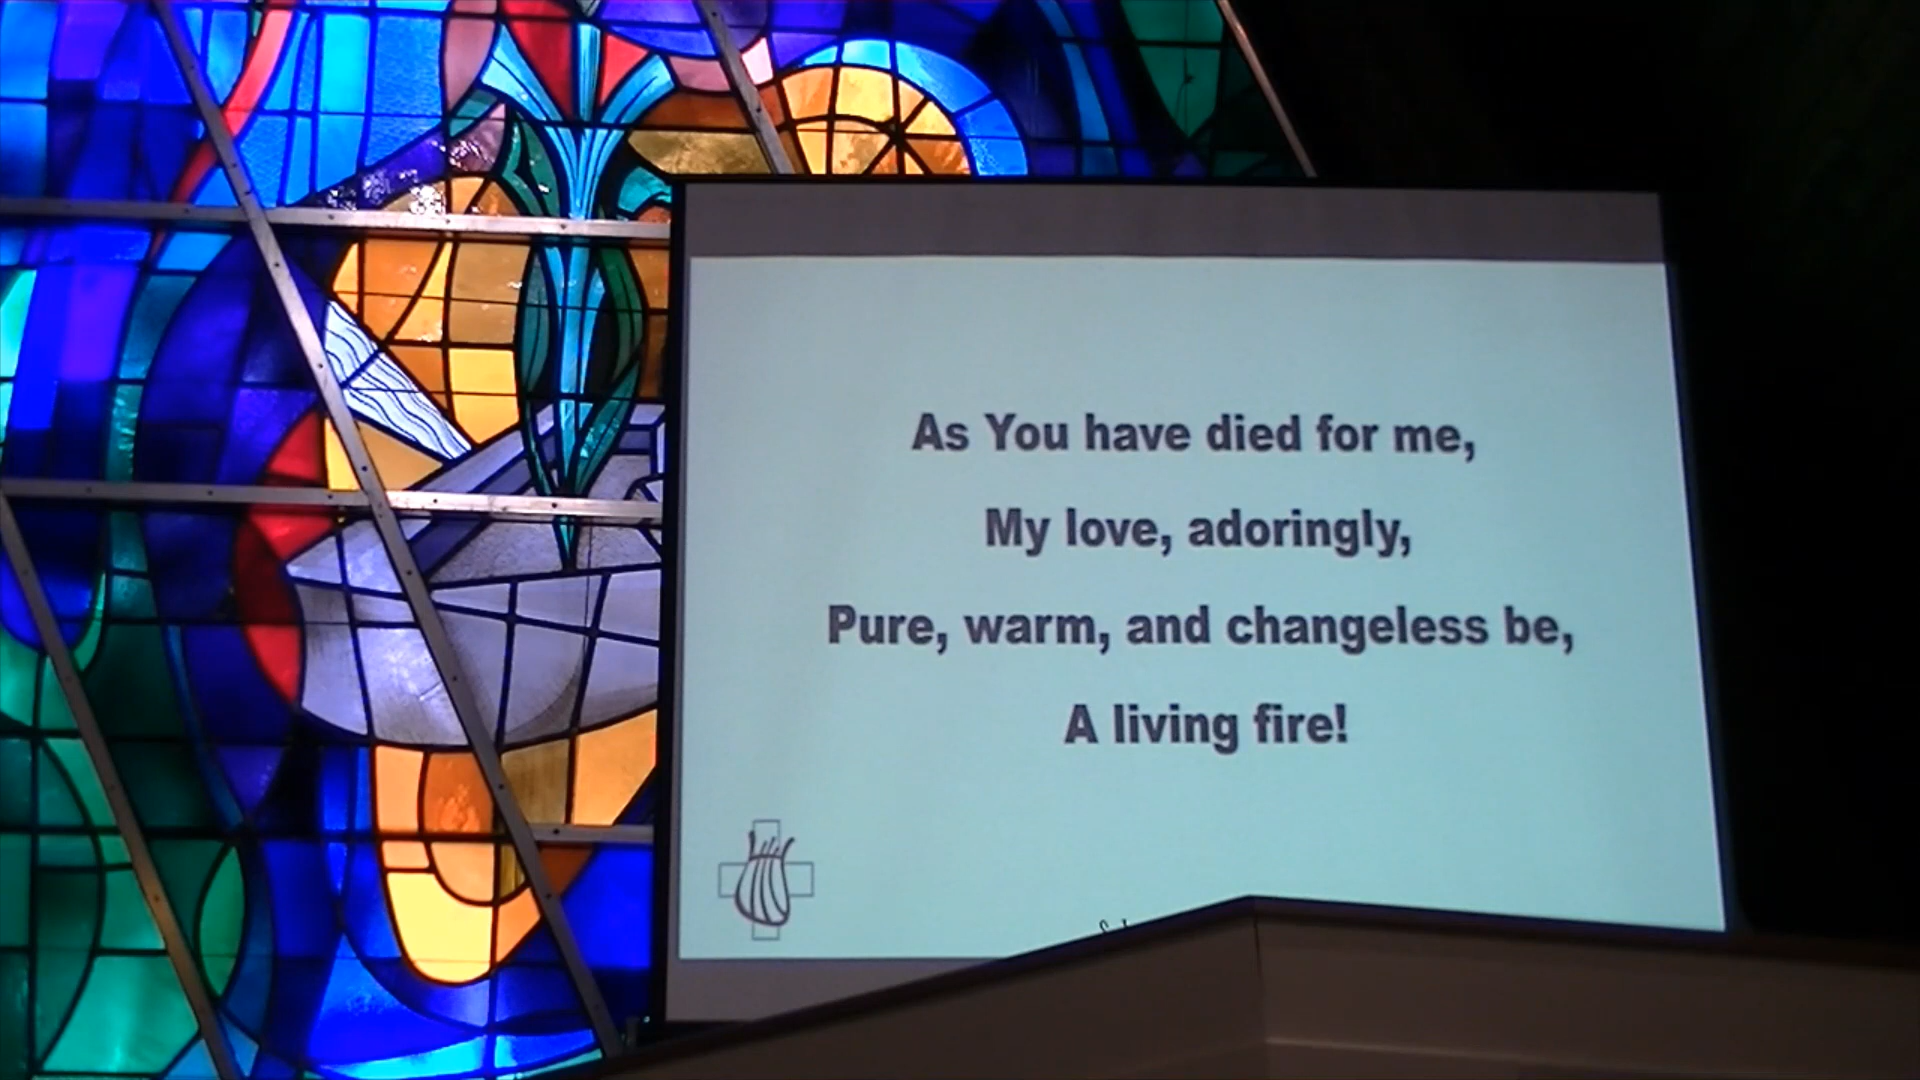 As You have died for me,
My love, adoringly,
Pure, warm, and changeless be,
A living fire!